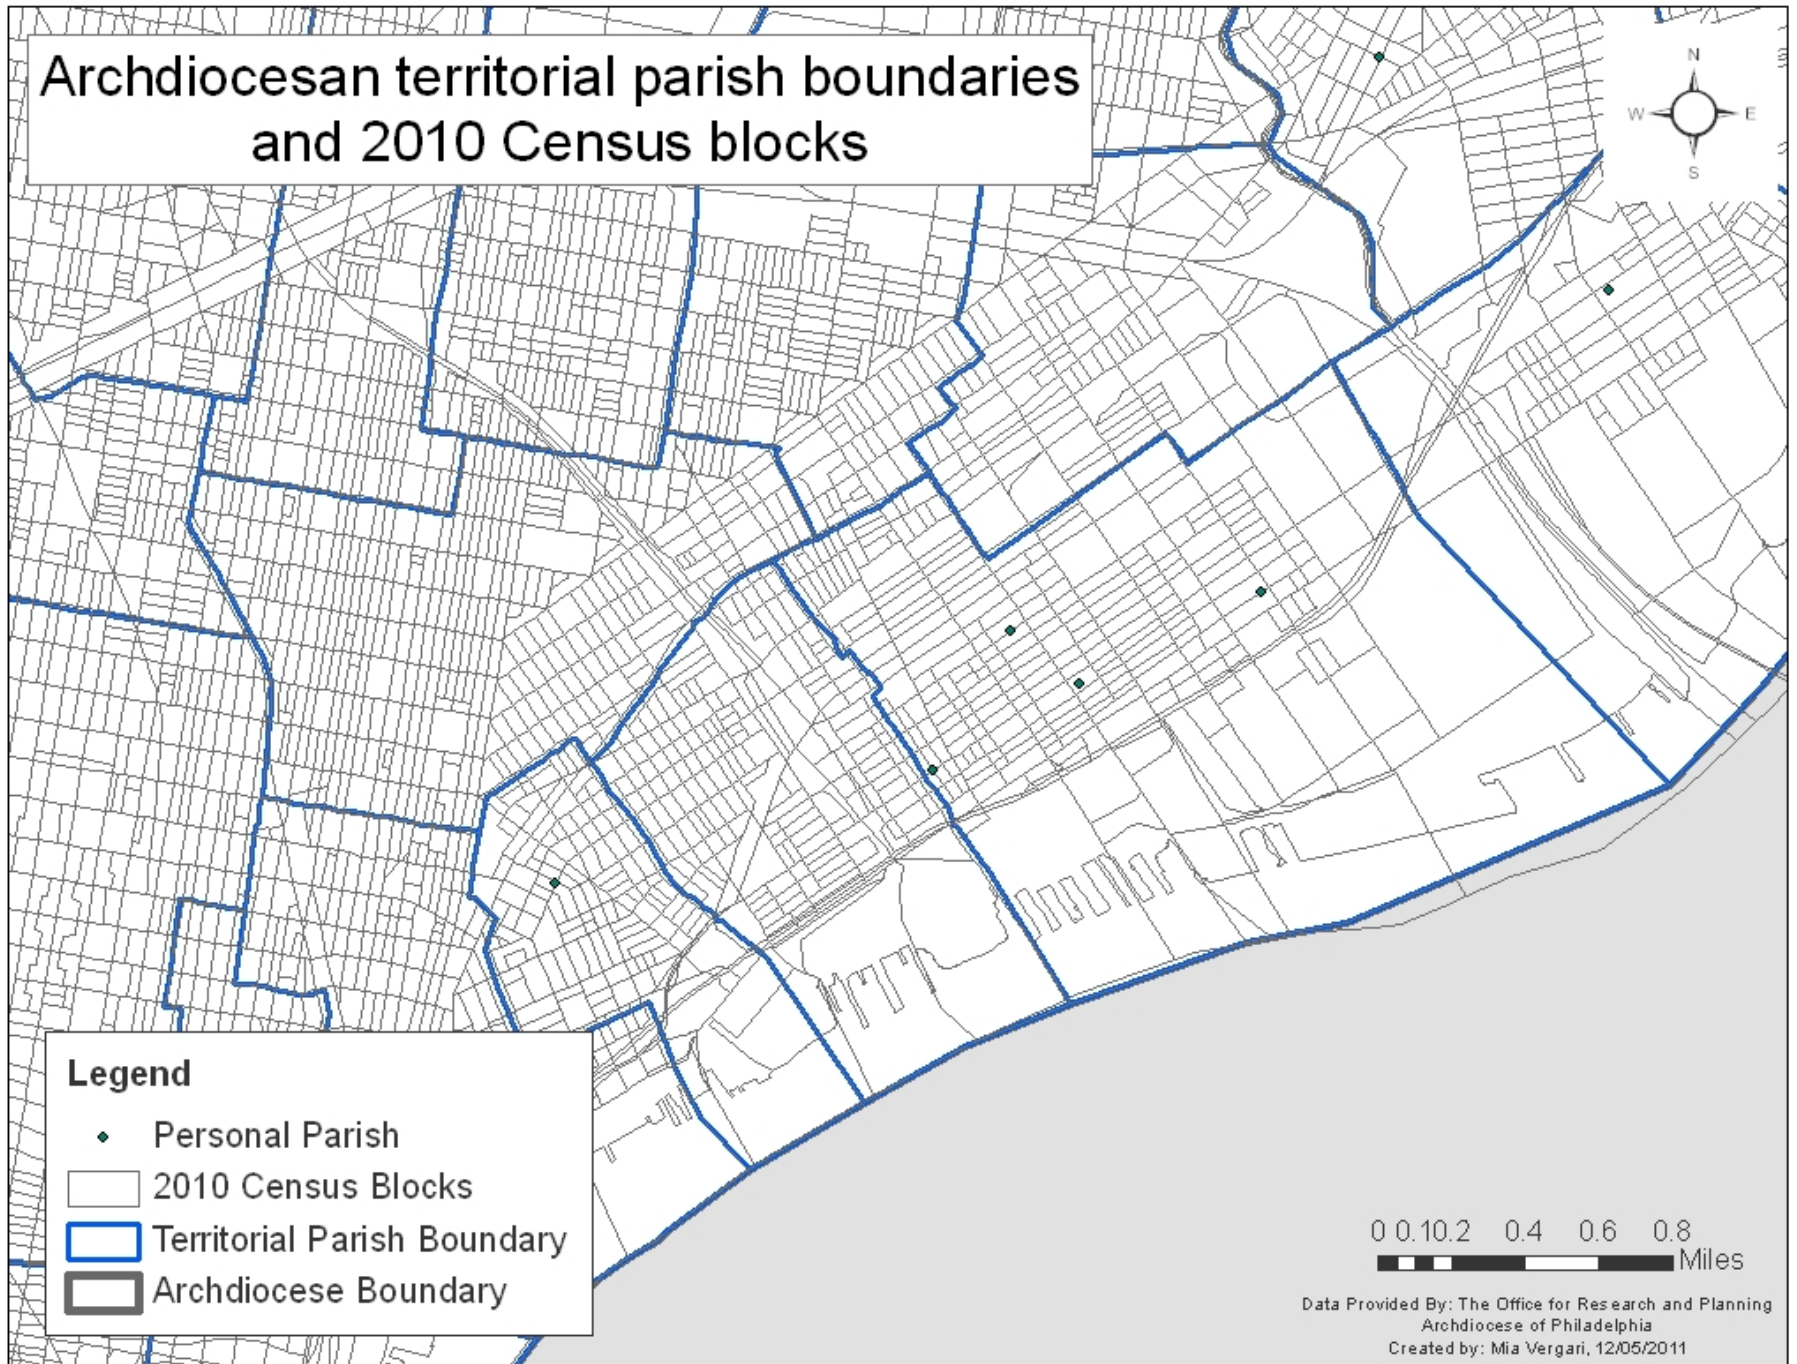 Archdiocesan territorial parish boundaries
and 2010 Census blocks
N
W E
S
Legend
Personal Parish
2010 Census Blocks
Territorial Parish Boundary
Archdiocese Boundary
0 0.10.2 0.4 0.6 0.8
Miles
Data Provided By: The Office for Research and Planning
Archdiocese of Philadelphia
Created by: Mia Vergari, 12/05/2011